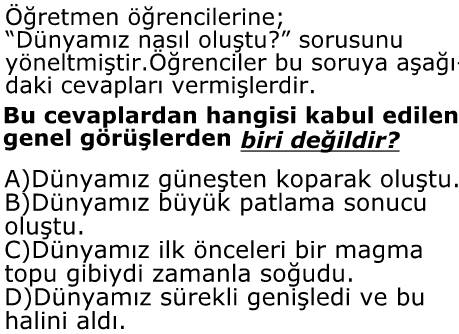 Öğretmen öğrencilerine;
“Dünyamız nasıl oluştu?” sorusunu
yöneltmiştir.Öğrenciler bu soruya aşağı-
daki cevapları vermişlerdir.
Bu cevaplardan hangisi kabul edilen
genel görüşlerden biri değildir?
A)Dünyamız güneşten koparak oluştu.
B)Dünyamız büyük patlama sonucu
oluştu.
C)Dünyamız ilk önceleri bir magma
topu gibiydi zamanla soğudu.
D)Dünyamız sürekli genişledi ve bu
halini aldı.